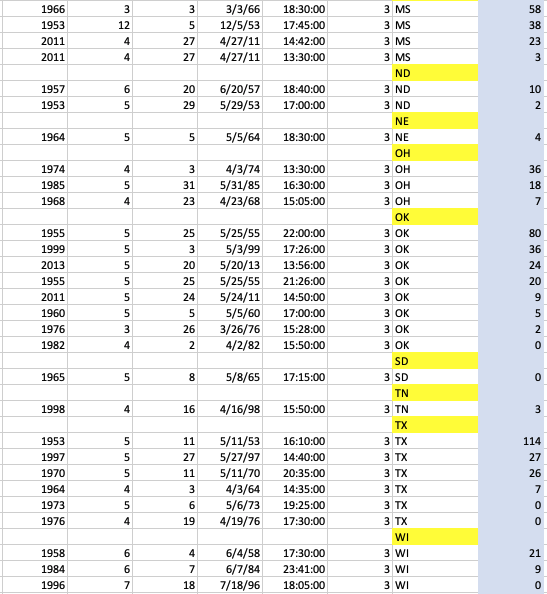 1966 3 3 3/3/66 18:30:00 3 MS 58
1953 12 5 12/5/53 17:45:00 3 MS 38
2011 4 27 4/27/11 14:42:00 3 MS 23
2011 4 27 4/27/11 13:30:00 3 MS 3
ND
1957 6 20 6/20/57 18:40:00 3 ND 10
1953 5 29 5/29/53 17:00:00 3 ND 2
NE
1964 5 5 5/5/64 18:30:00 3 NE 4
OH
1974 4 3 4/3/74 13:30:00 3 OH 36
1985 5 31 5/31/85 16:30:00 3 OH 18
1968 4 23 4/23/68 15:05:00 3 OH 7
OK
1955 5 25 5/25/55 22:00:00 3 OK 80
1999 5 3 5/3/99 17:26:00 3 OK 36
2013 5 20 5/20/13 13:56:00 3 OK 24
1955 5 25 5/25/55 21:26:00 3 OK 20
2011 5 24 5/24/11 14:50:00 3 OK 9
1960 5 5 5/5/60 17:00:00 3 OK 5
1976 3 26 3/26/76 15:28:00 3 OK 2
1982 4 2 4/2/82 15:50:00 3 OK 0
SD
1965 5 8 5/8/65 17:15:00 3 SD 0
TN
1998 4 16 4/16/98 15:50:00 3 TN 3
TX
1953 5 11 5/11/53 16:10:00 3 TX 114
1997 5 27 5/27/97 14:40:00 3 TX 27
1970 5 11 5/11/70 20:35:00 3 TX 26
1964 4 3 4/3/64 14:35:00 3 TX 7
1973 5 6 5/6/73 19:25:00 3 TX 0
1976 4 19 4/19/76 17:30:00 3 TX 0
WI
1958 6 4 6/4/58 17:30:00 3 WI 21
1984 6 7 6/7/84 23:41:00 3 WI 9
1996 7 18 7/18/96 18:05:00 3 WI 0